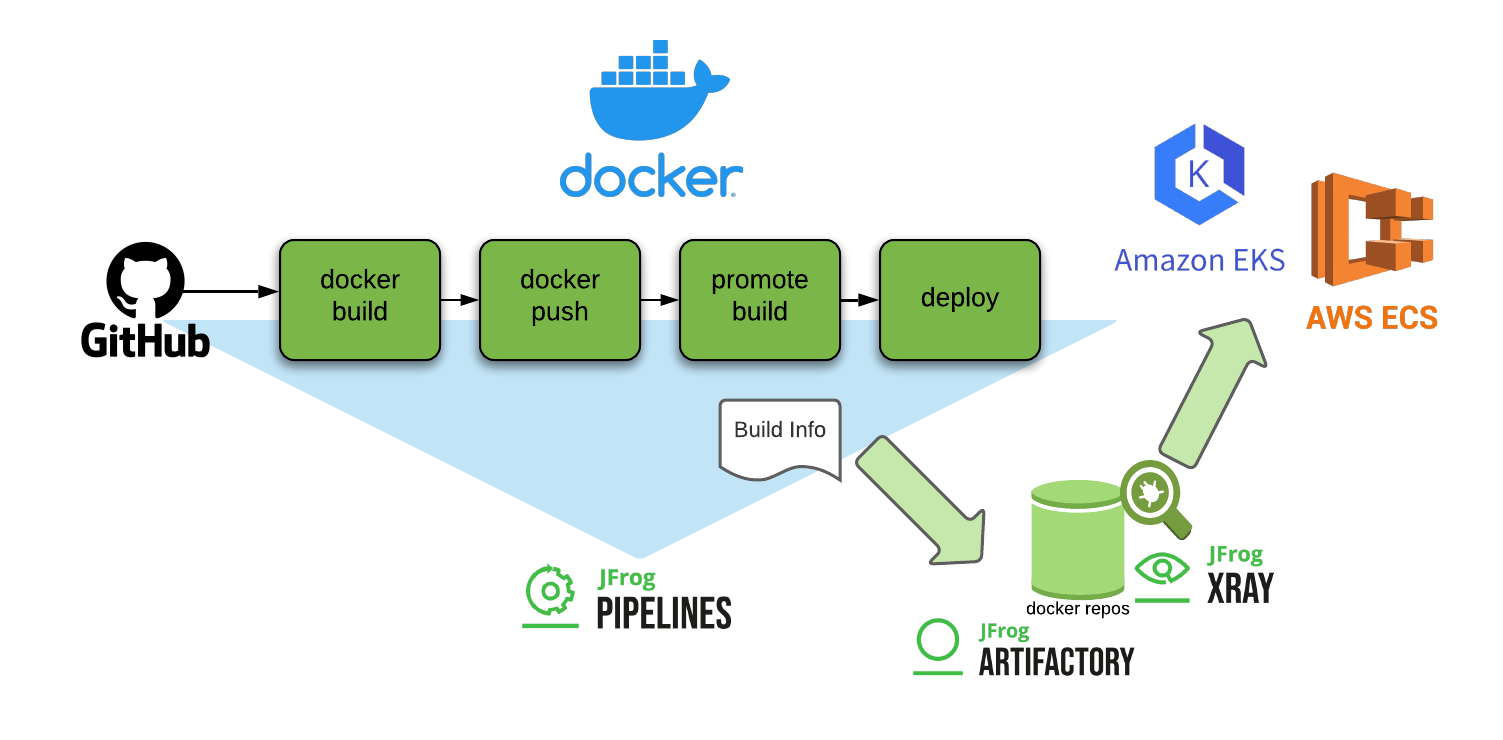 docker
K
Amazon EKS
AWS ECS
GitHub
docker
build
docker
push
promote
build
deploy
Build Info
JFrog
PIPELINES
docker repos
JFrog
XRAY
JFrog
ARTIFACTORY